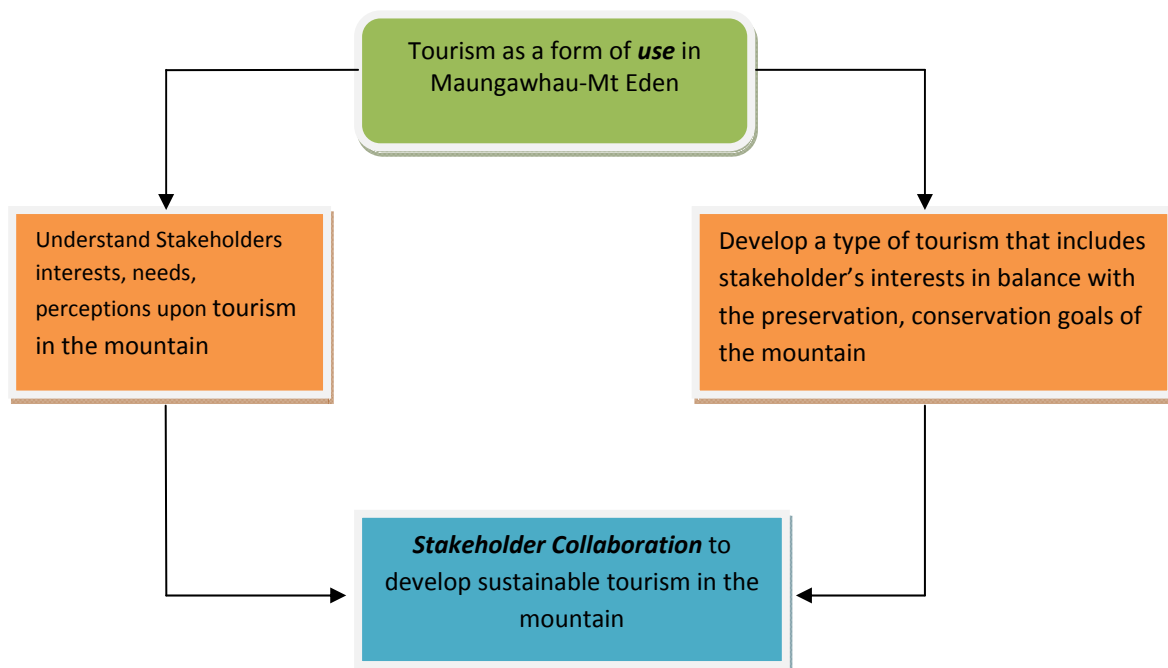 Tourism as a form of use in
Maungawhau-Mt Eden
Understand Stakeholders
interests, needs,
perceptions upon tourism
in the mountain
Develop a type of tourism that includes
stakeholder’s interests in balance with
the preservation, conservation goals of
the mountain
Stakeholder Collaboration to
develop sustainable tourism in the
mountain